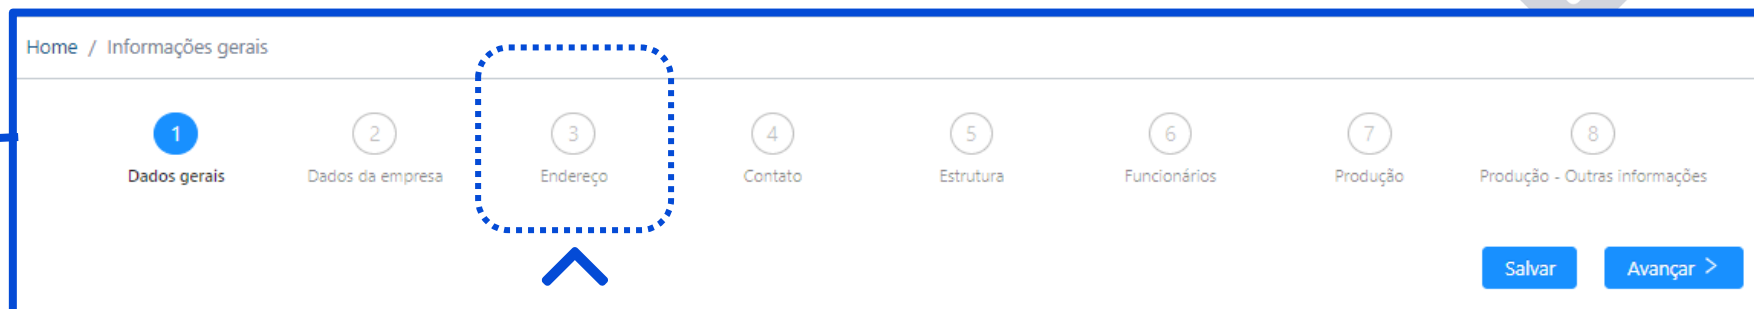 Home / Informações gerais
1 2 3 4 5 6 7 8
Dados gerais Dados da empresa Endereço Contato Estrutura Funcionários Produção Produção - Outras informações
Salvar Avançar >